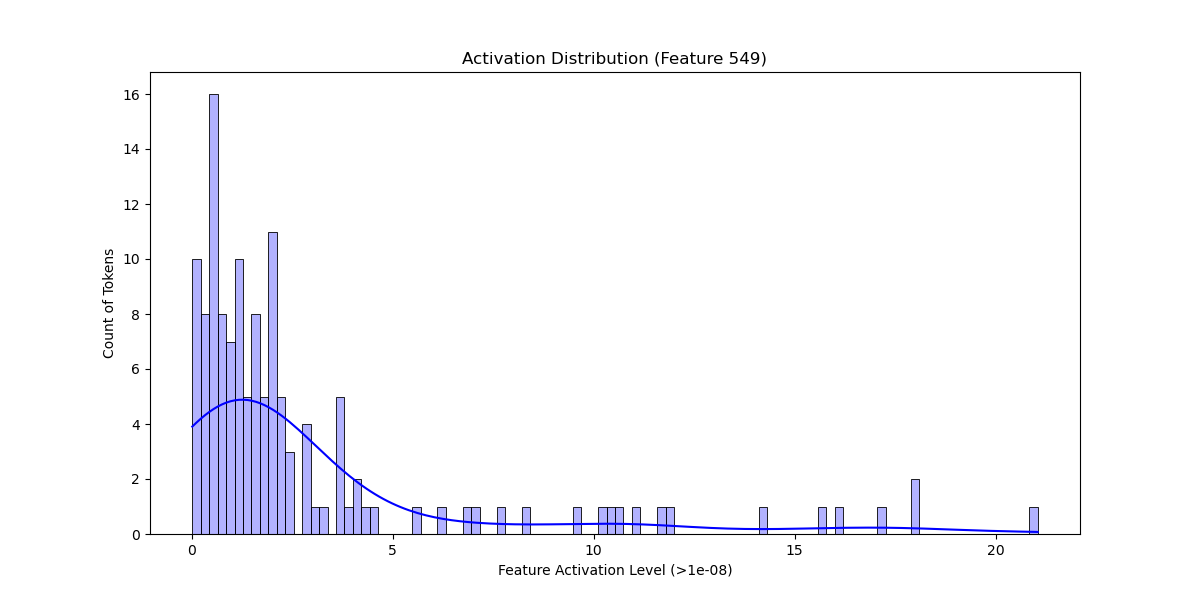 Activation Distribution (Feature 549)
16
14
12
10
8
6
4
2
0
Count of Tokens
0 5 10 15 20
Feature Activation Level (>1e-08)